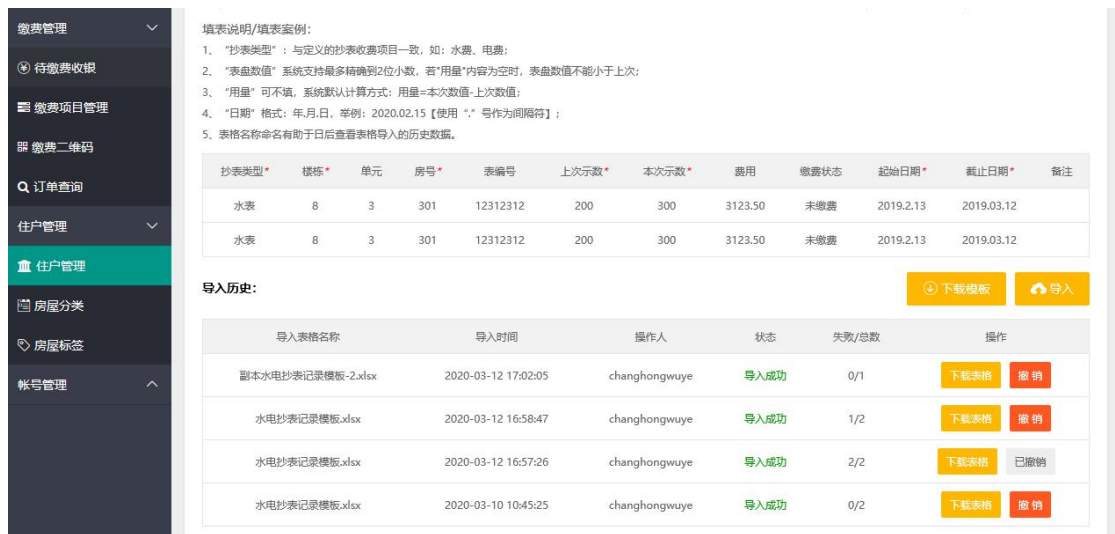 缴费管理
待缴费收银
缴费项目管理
缴费二维码
订单查询
住户管理
住户管理
房屋分类
房屋标签
帐号管理
填表说明/填表案例：
1、“抄表类型”：与定义的抄表收费项目一致，如：水费、电费；
2、“表盘数值”系统支持最多精确到2位小数，若"用量"内容为空时，表盘数值不能小于上次；
3、“用量”可不填，系统默认计算方式：用量=本次数值-上次数值；
4、“日期”格式：年.月.日，举例：2020.02.15【使用“.”号作为间隔符】；
5、表格名称命名有助于日后查看表格导入的历史数据。
抄表类型* 楼栋* 单元 房号* 表编号 上次示数* 本次示数* 费用 缴费状态 起始日期* 截止日期* 备注
水表 8 3 301 12312312 200 300 3123.50 未缴费 2019.2.13 2019.03.12
水表 8 3 301 12312312 200 300 3123.50 未缴费 2019.2.13 2019.03.12
导入历史：
下载模板 导入
导入表格名称 导入时间 操作人 状态 失败/总数 操作
副本水电抄表记录模板-2.xlsx 2020-03-12 17:02:05 changhongwuye 导入成功 0/1 下载表格 撤销
水电抄表记录模板.xlsx 2020-03-12 16:58:47 changhongwuye 导入成功 1/2 下载表格 撤销
水电抄表记录模板.xlsx 2020-03-12 16:57:26 changhongwuye 导入成功 2/2 下载表格 已撤销
水电抄表记录模板.xlsx 2020-03-10 10:45:25 changhongwuye 导入成功 0/2 下载表格 撤销